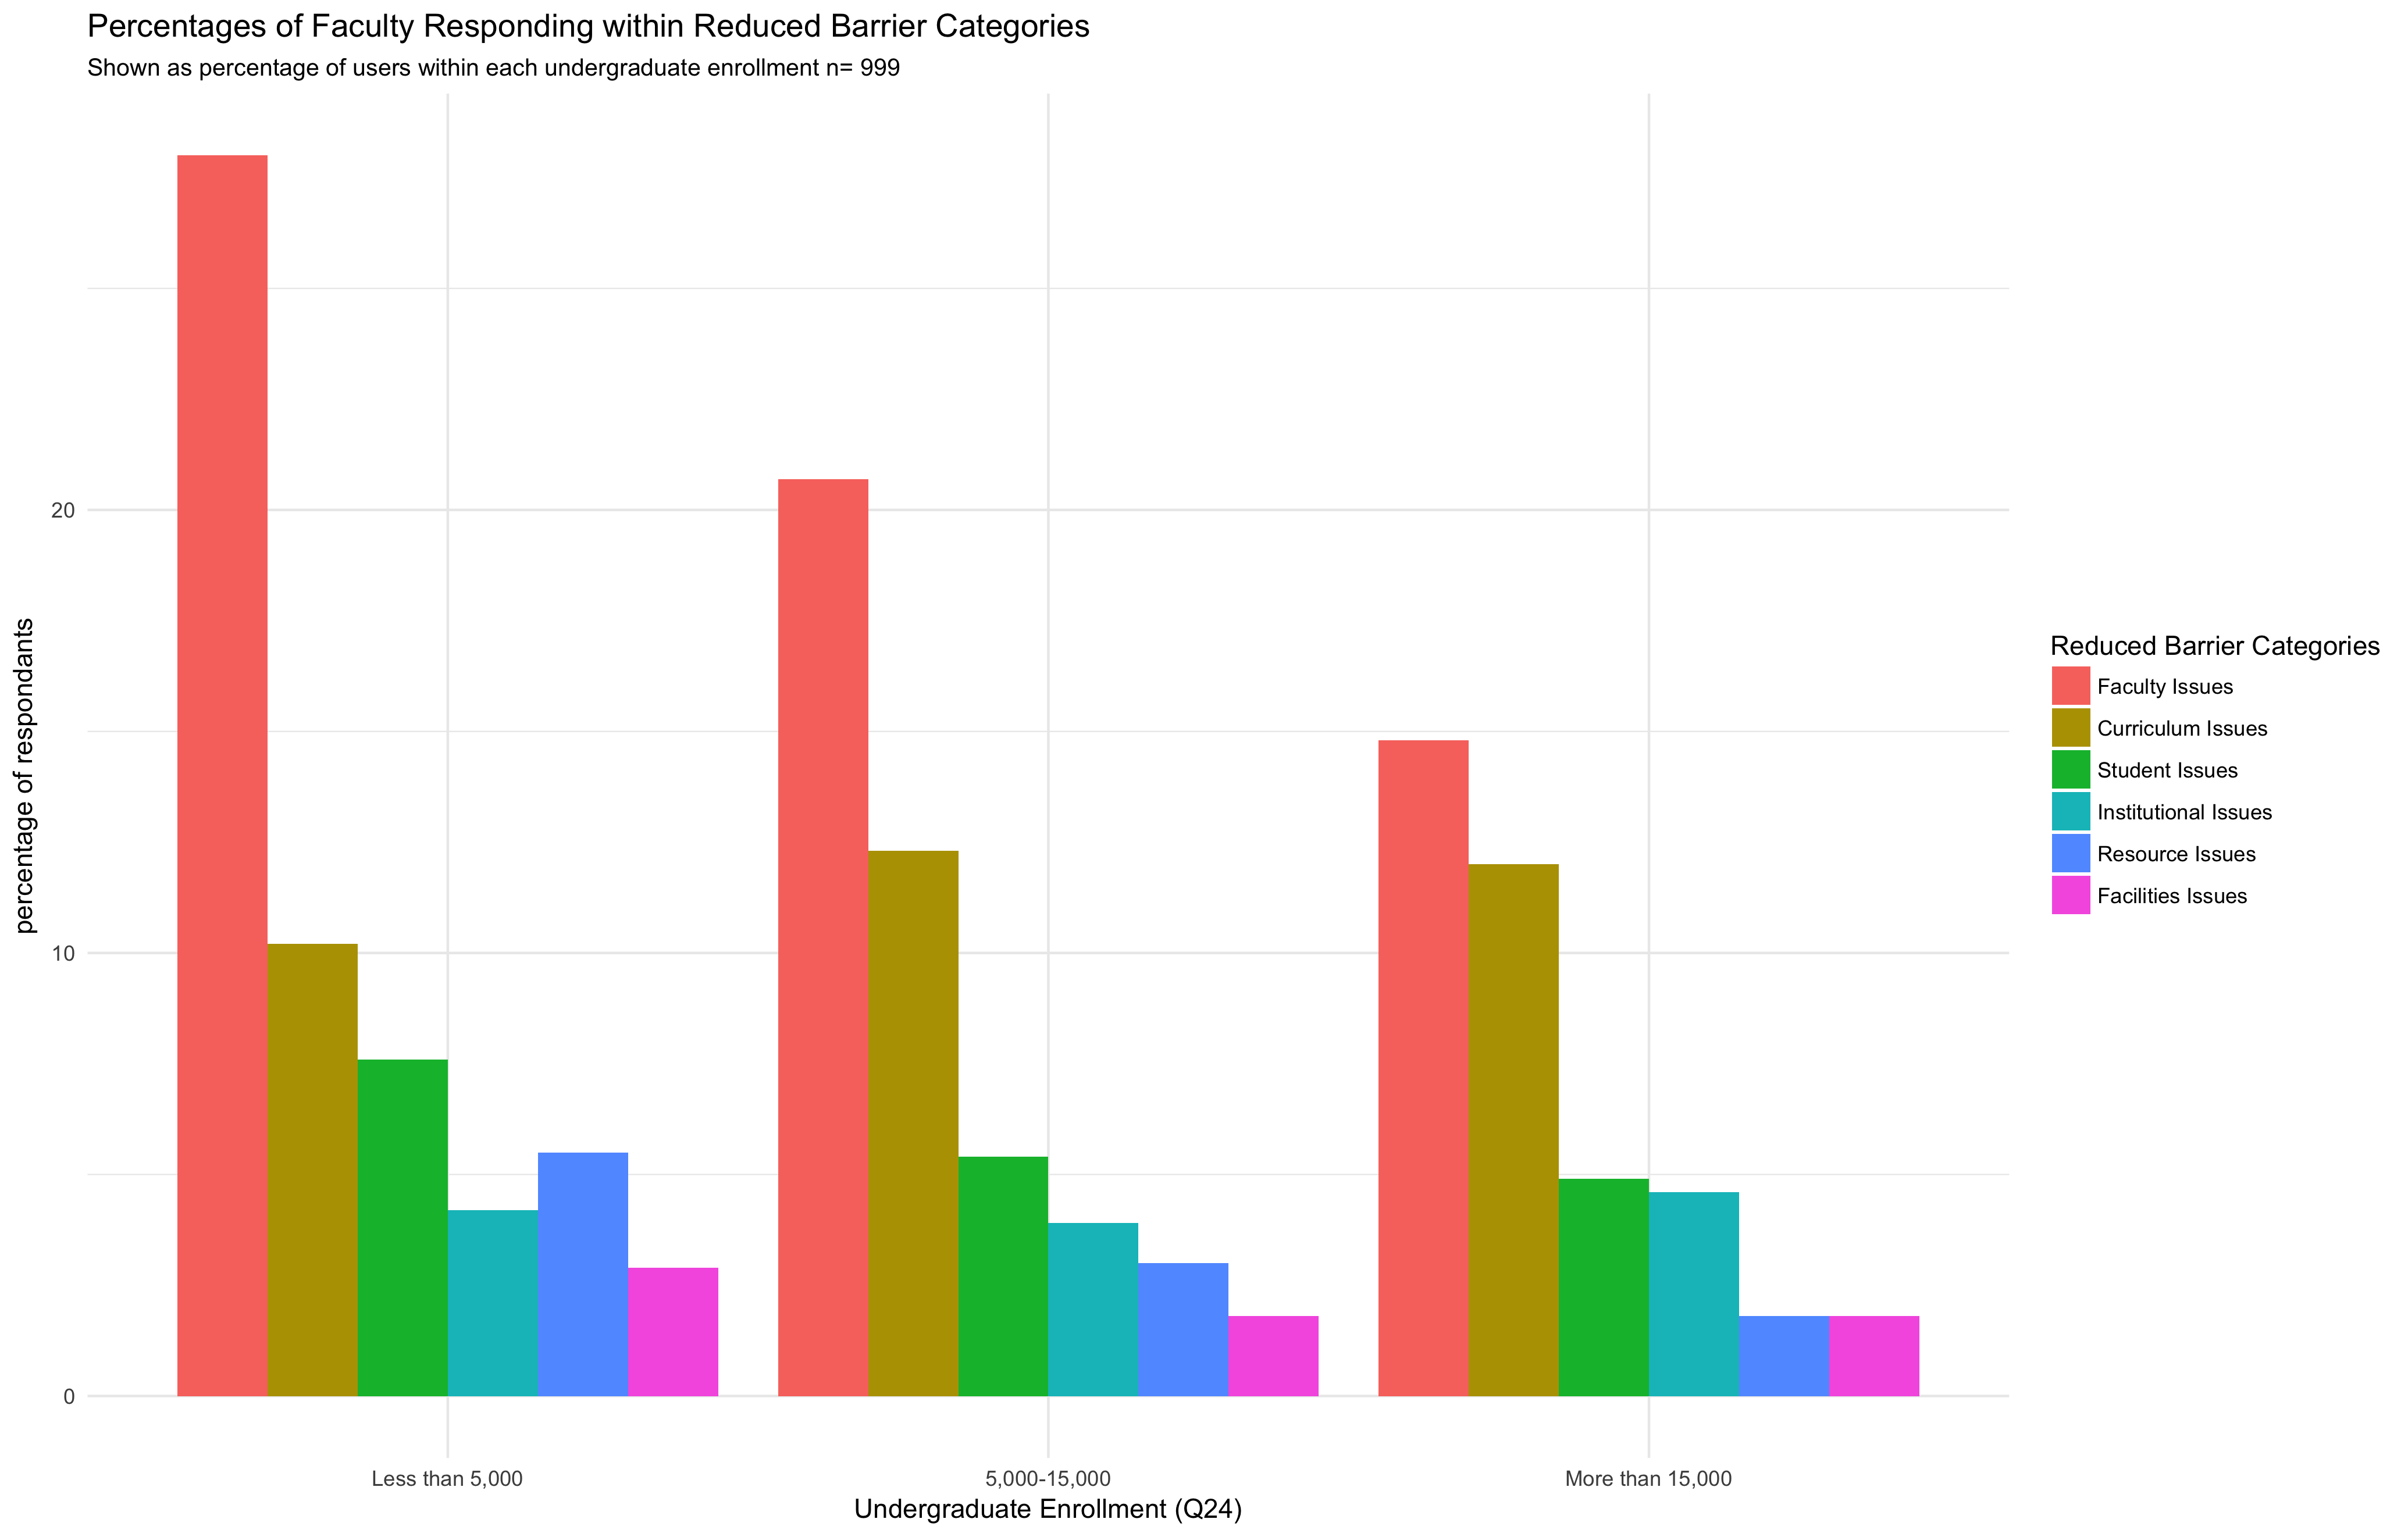 Percentages of Faculty Responding within Reduced Barrier Categories
Shown as percentage of users within each undergraduate enrollment n= 999
percentage of respondants
20
10
0
Less than 5,000
5,000-15,000
More than 15,000
Undergraduate Enrollment (Q24)
Reduced Barrier Categories
Faculty Issues
Curriculum Issues
Student Issues
Institutional Issues
Resource Issues
Facilities Issues